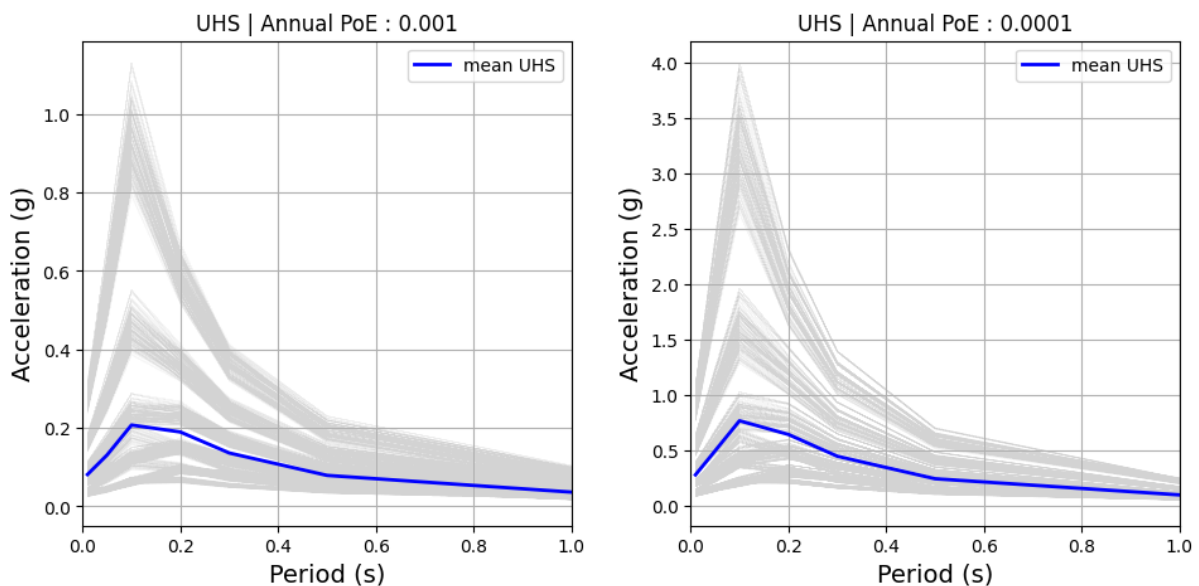 UHS | Annual PoE : 0.001
mean UHS
1.0
0.8
0.6
0.4
0.2
0.0
Acceleration (g)
0.0 0.2 0.4 0.6 0.8 1.0
Period (s)
UHS | Annual PoE : 0.0001
mean UHS
4.0
3.5
3.0
2.5
2.0
1.5
1.0
0.5
0.0
Acceleration (g)
0.0 0.2 0.4 0.6 0.8 1.0
Period (s)